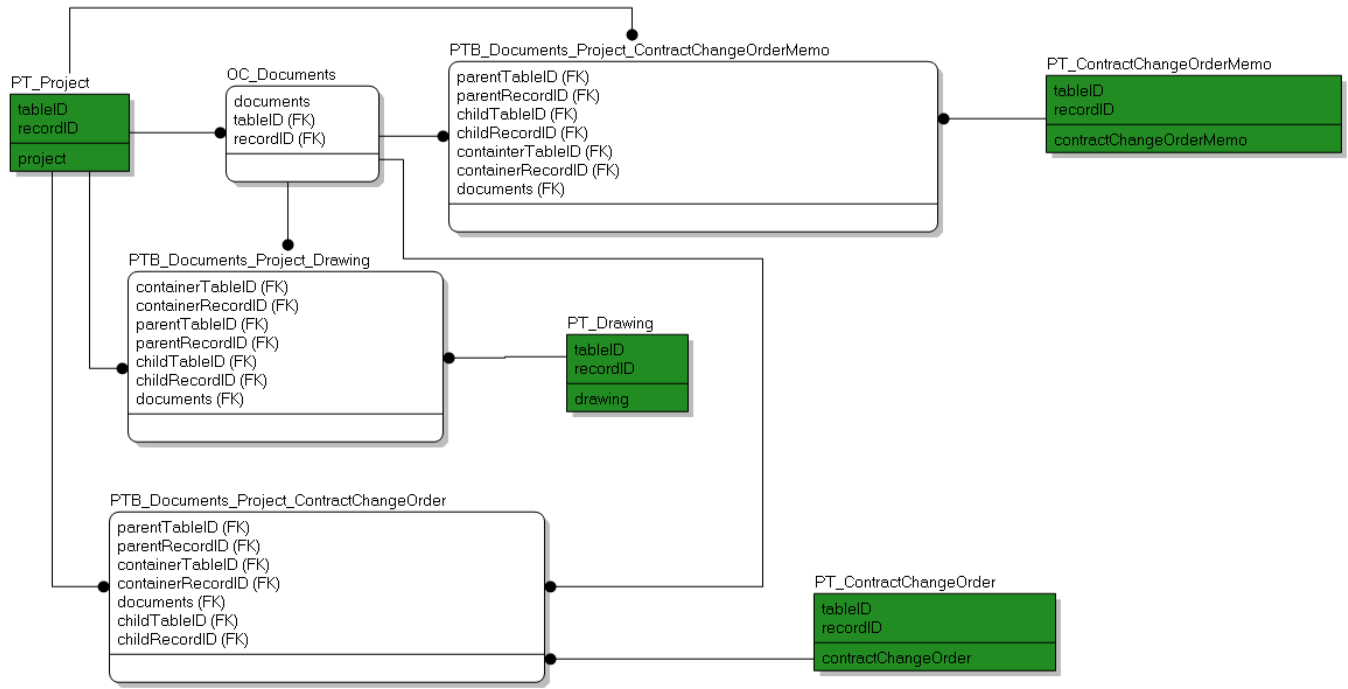 PTB_Documents_Project_ContractChangeOrderMemo
parentTableID (FK)
parentRecordID (FK)
childTableID (FK)
childRecordID (FK)
containterTableID (FK)
containerRecordID (FK)
documents (FK)
PT_ContractChangeOrderMemo
tableID
recordID
contractChangeOrderMemo
OC_Documents
documents
tableID (FK)
recordID (FK)
PT_Project
tableID
recordID
project
PTB_Documents_Project_Drawing
containerTableID (FK)
containerRecordID (FK)
parentTableID (FK)
parentRecordID (FK)
childTableID (FK)
childRecordID (FK)
documents (FK)
PT_Drawing
tableID
recordID
drawing
PTB_Documents_Project_ContractChangeOrder
parentTableID (FK)
parentRecordID (FK)
containerTableID (FK)
containerRecordID (FK)
documents (FK)
childTableID (FK)
childRecordID (FK)
PT_ContractChangeOrder
tableID
recordID
contractChangeOrder